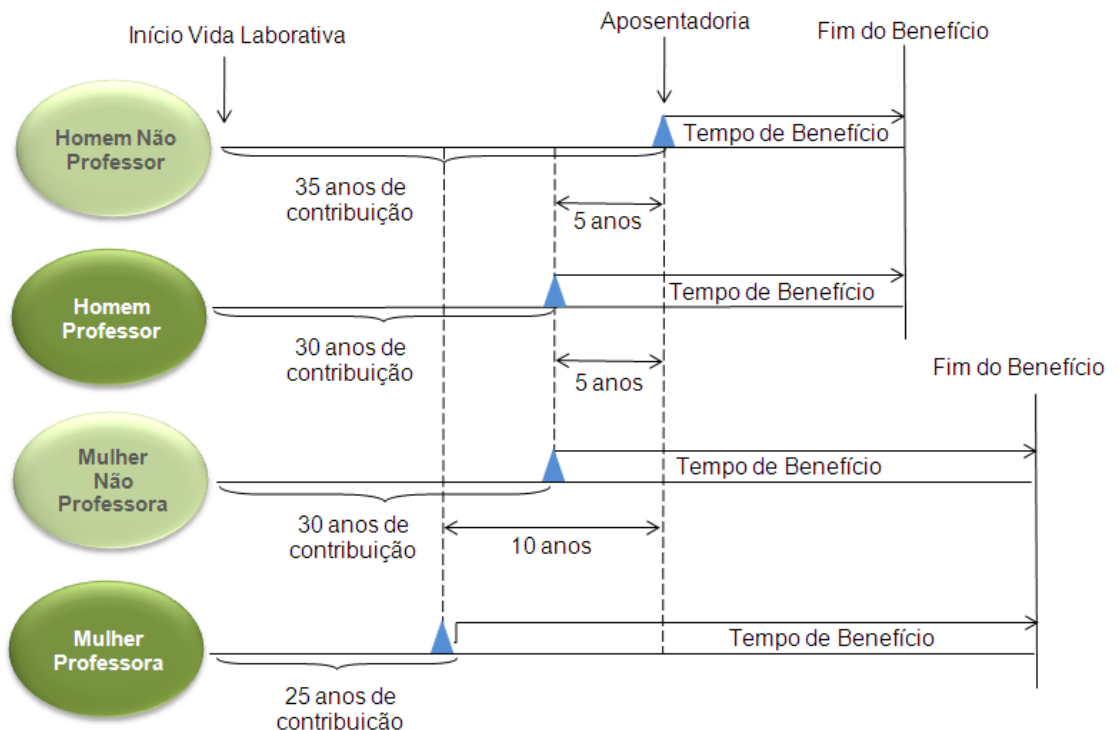 Início Vida Laborativa
Aposentadoria
Fim do Benefício
Homem Não
Professor
Tempo de Benefício
35 anos de
contribuição
5 anos
Homem
Professor
Tempo de Benefício
30 anos de
contribuição
5 anos
Fim do Benefício
Mulher
Não
Professora
Tempo de Benefício
30 anos de
contribuição
10 anos
Mulher
Professora
Tempo de Benefício
25 anos de
contribuição